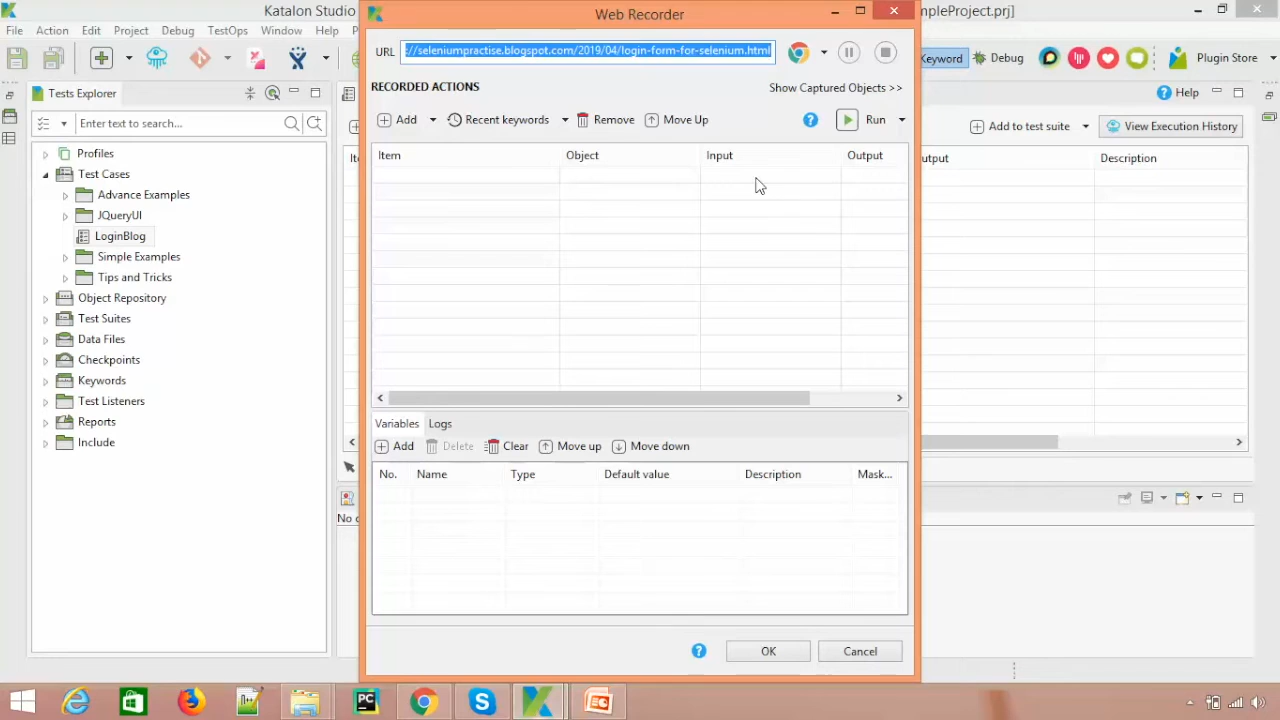 Katalon Studio
Web Recorder
mpleProject.prj]
File Action Edit Project Debug TestOps Window Help
URL ://seleniumpractise.blogspot.com/2019/04/login-form-for-selenium.html
Keyword Debug Plugin Store
RECORDED ACTIONS
Show Captured Objects >>
Tests Explorer
Help
Enter text to search...
Add Recent keywords Remove Move Up Run
Add to test suite View Execution History
Item Object Input Output
utput Description
Profiles
Test Cases
Advance Examples
JQueryUI
LoginBlog
Simple Examples
Tips and Tricks
Object Repository
Test Suites
Data Files
Checkpoints
Keywords
Test Listeners
Reports
Include
Variables Logs
Add Delete Clear Move up Move down
No. Name Type Default value Description Mask...
OK Cancel